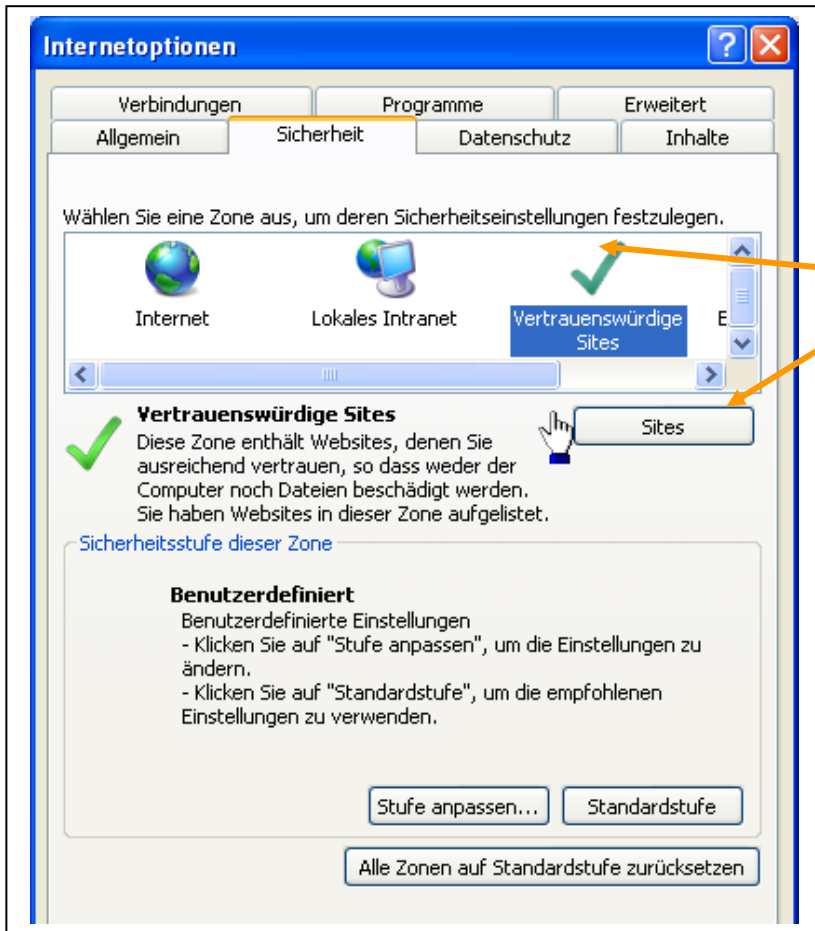 Internetoptionen
Verbindungen Programme Erweitert
Allgemein Sicherheit Datenschutz Inhalte
Wählen Sie eine Zone aus, um deren Sicherheitseinstellungen festzulegen.
Internet Lokales Intranet Vertrauenswürdige E
Sites
Vertrauenswürdige Sites
Sites
Diese Zone enthält Websites, denen Sie
ausreichend vertrauen, so dass weder der
Computer noch Dateien beschädigt werden.
Sie haben Websites in dieser Zone aufgelistet.
Sicherheitsstufe dieser Zone
Benutzerdefiniert
Benutzerdefinierte Einstellungen
- Klicken Sie auf "Stufe anpassen", um die Einstellungen zu
ändern.
- Klicken Sie auf "Standardstufe", um die empfohlenen
Einstellungen zu verwenden.
Stufe anpassen... Standardstufe
Alle Zonen auf Standardstufe zurücksetzen